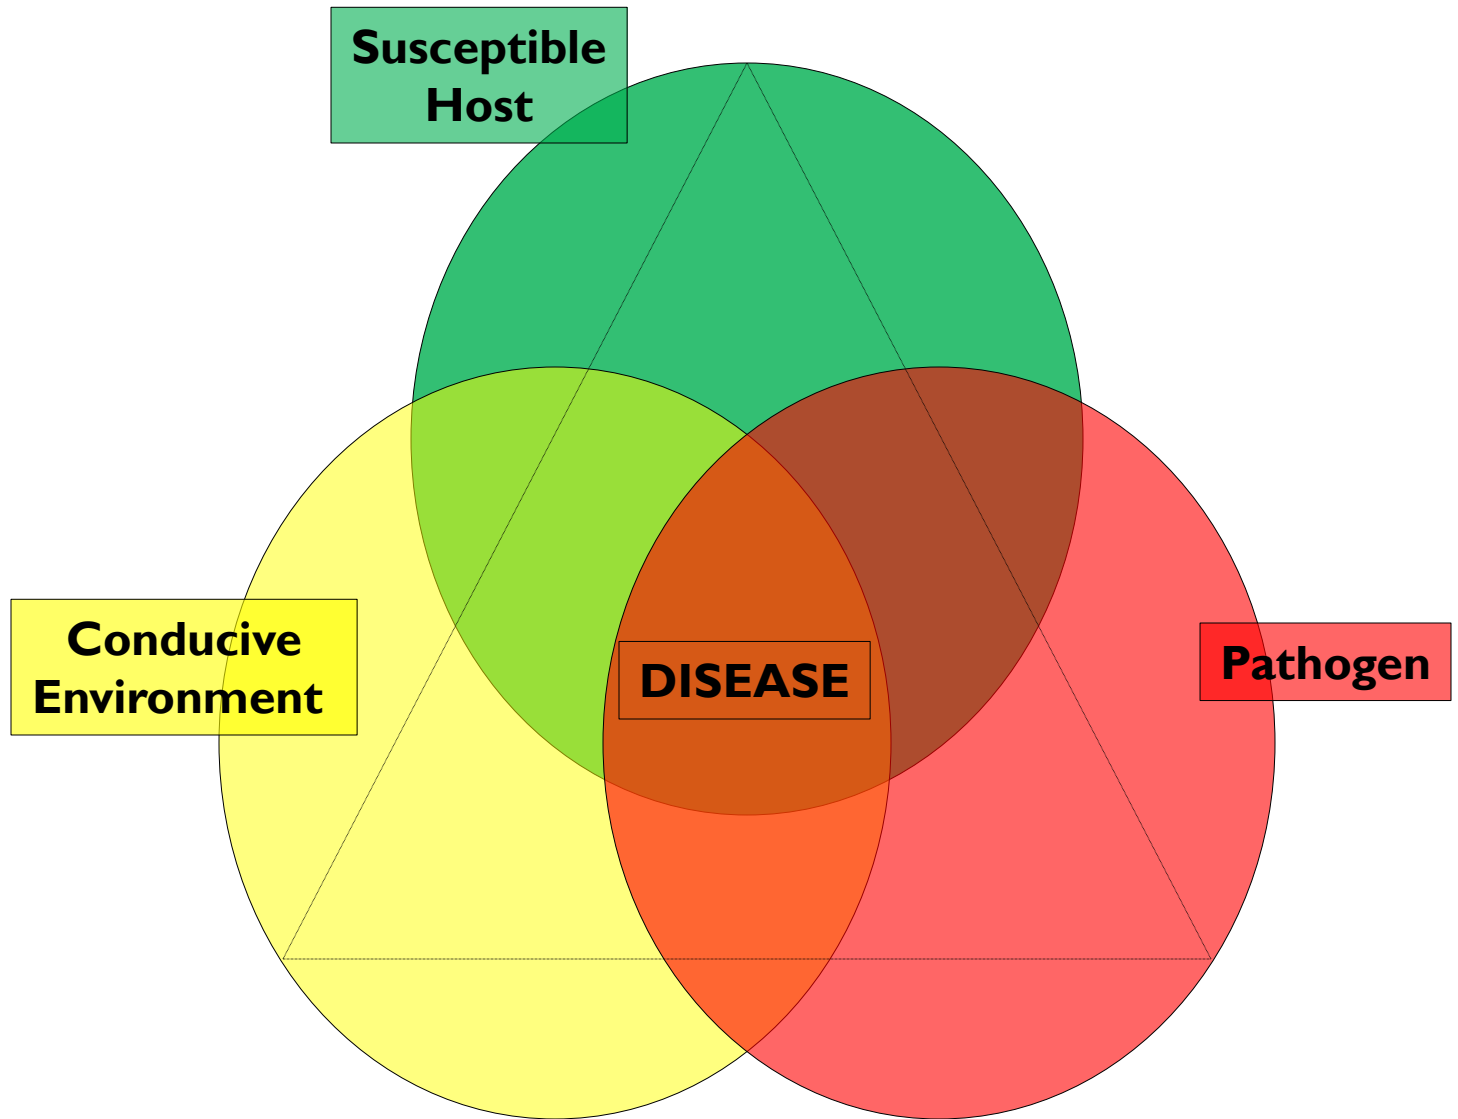 Susceptible
Host
Conducive
Environment
DISEASE
Pathogen